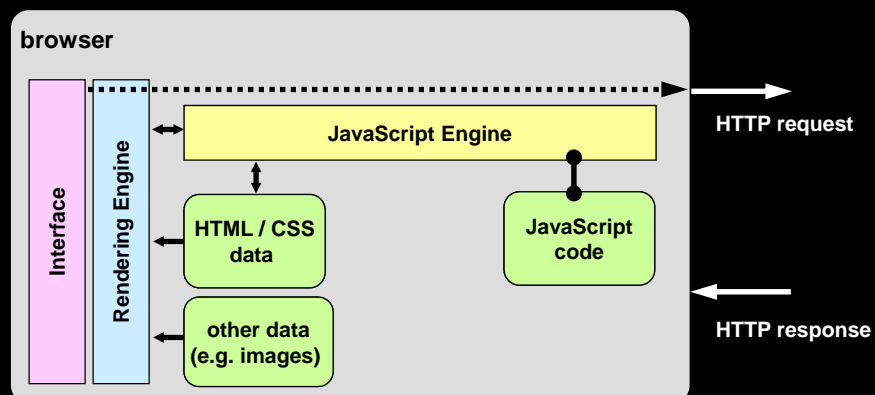 browser
Interface
Rendering Engine
JavaScript Engine
HTML / CSS
data
other data
(e.g. images)
JavaScript
code
HTTP request
HTTP response